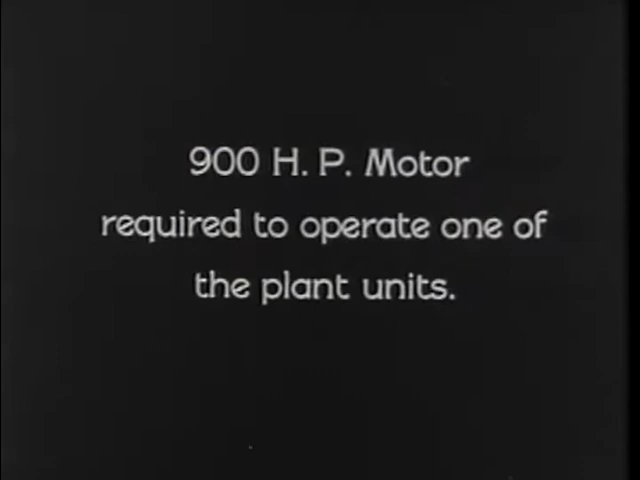 900 H. P. Motor
required to operate one of
the plant units.